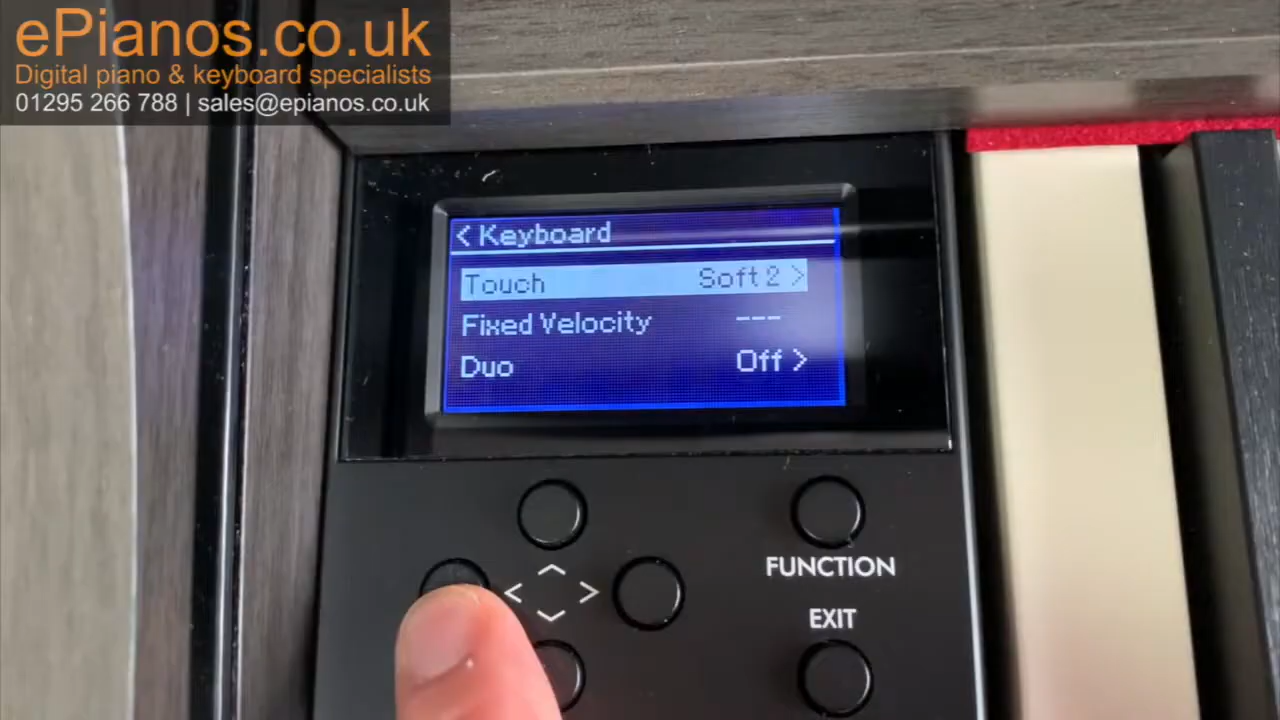 ePianos.co.uk
Digital piano & keyboard specialists
01295 266 788 | sales@epianos.co.uk
< Keyboard
Touch Soft 2 >
Fixed Velocity ---
Duo Off >
FUNCTION
EXIT